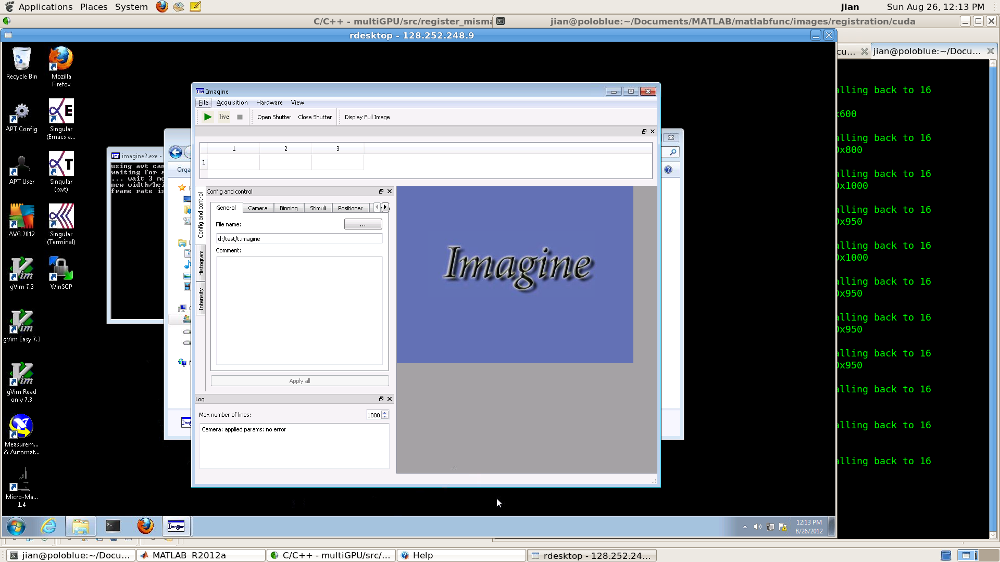 Applications Places System
jian
Sun Aug 26, 12:13 PM
C/C++ - multiGPU/src/register_misma
jian@poloblue:~/Documents/MATLAB/matlabfunc/images/registration/cuda
rdesktop - 128.252.248.9
jian@poloblue:~/Docu...
Recycle Bin
Mozilla
Firefox
APT Config
Singular
(Emacs a...
APT User
Singular
(rxvt)
AVG 2012
Singular
(Terminal)
gVim 7.3
WinSCP
gVim Easy 7.3
gVim Read
only 7.3
Measurem...
& Automat...
Micro-Ma...
1.4
imagine2.exe -
using avt cam
waiting for a
... wait 3 mo
new width/hei
frame rate is
Orga
Imagine
File Acquisition Hardware View
live
Open Shutter Close Shutter
Display Full Image
1 2 3
1
Config and control
Histogram
Intensity
Config and control
General Camera Binning Stimuli Positioner
File name:
...
d:/test/t.imagine
Comment:
Apply all
Log
Max number of lines:
1000
Camera: applied params: no error
Imagine
alling back to 16
x600
alling back to 16
0x800
alling back to 16
0x1000
alling back to 16
0x950
alling back to 16
0x1000
alling back to 16
0x950
alling back to 16
0x950
alling back to 16
0x950
alling back to 16
alling back to 16
alling back to 16
Imagine
12:13 PM
8/26/2012
jian@poloblue:~/Docu...
MATLAB R2012a
C/C++ - multiGPU/src/...
Help
rdesktop - 128.252.24...